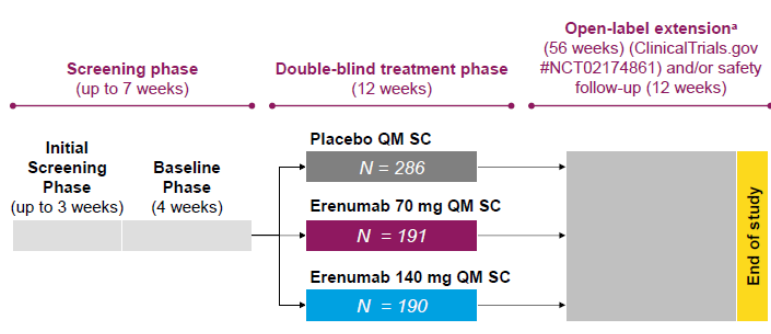 Screening phase
(up to 7 weeks)
Double-blind treatment phase
(12 weeks)
Open-label extensionᵃ
(56 weeks) (ClinicalTrials.gov
#NCT02174861) and/or safety
follow-up (12 weeks)
Initial
Screening
Phase
(up to 3 weeks)
Baseline
Phase
(4 weeks)
Placebo QM SC
N = 286
Erenumab 70 mg QM SC
N = 191
Erenumab 140 mg QM SC
N = 190
End of study